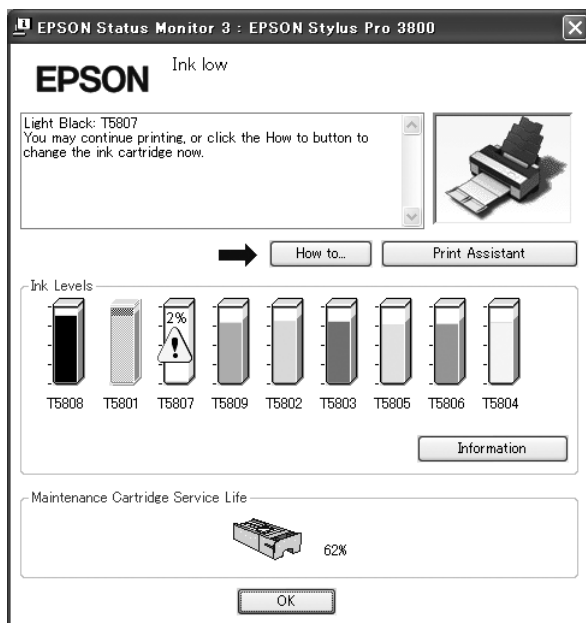 EPSON Status Monitor 3 : EPSON Stylus Pro 3800
EPSON
Ink low
Light Black: T5807
You may continue printing, or click the How to button to
change the ink cartridge now.
How to...
Print Assistant
Ink Levels
2%
T5808 T5801 T5807 T5809 T5802 T5803 T5805 T5806 T5804
Information
Maintenance Cartridge Service Life
62%
OK